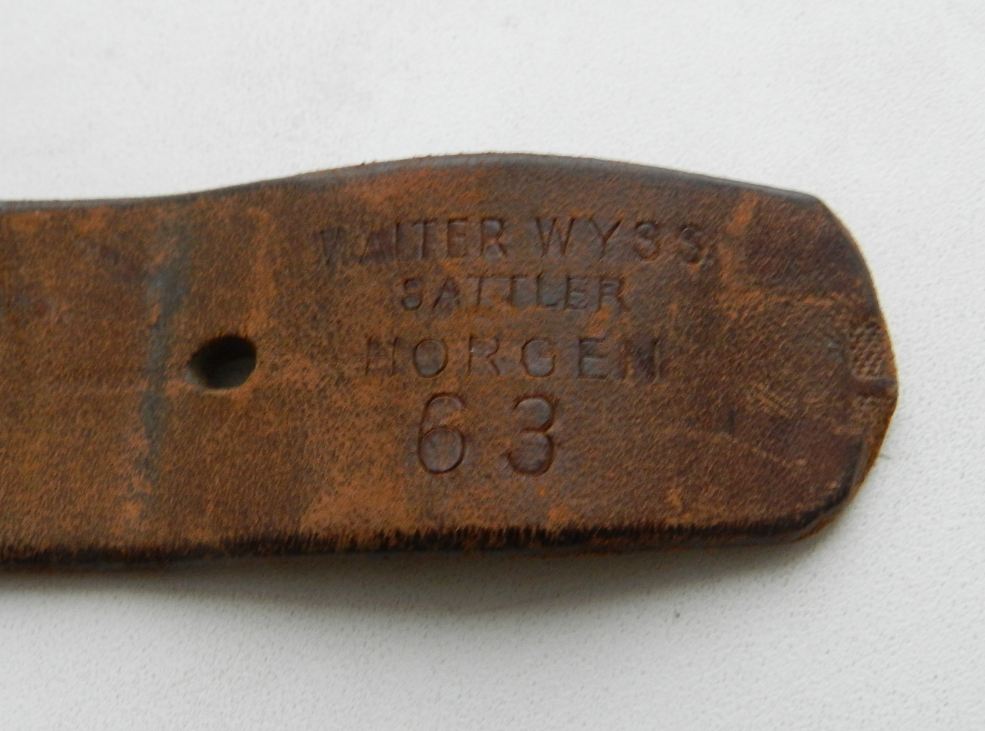 WALTER WYSS
SATTLER
HORGEN
63